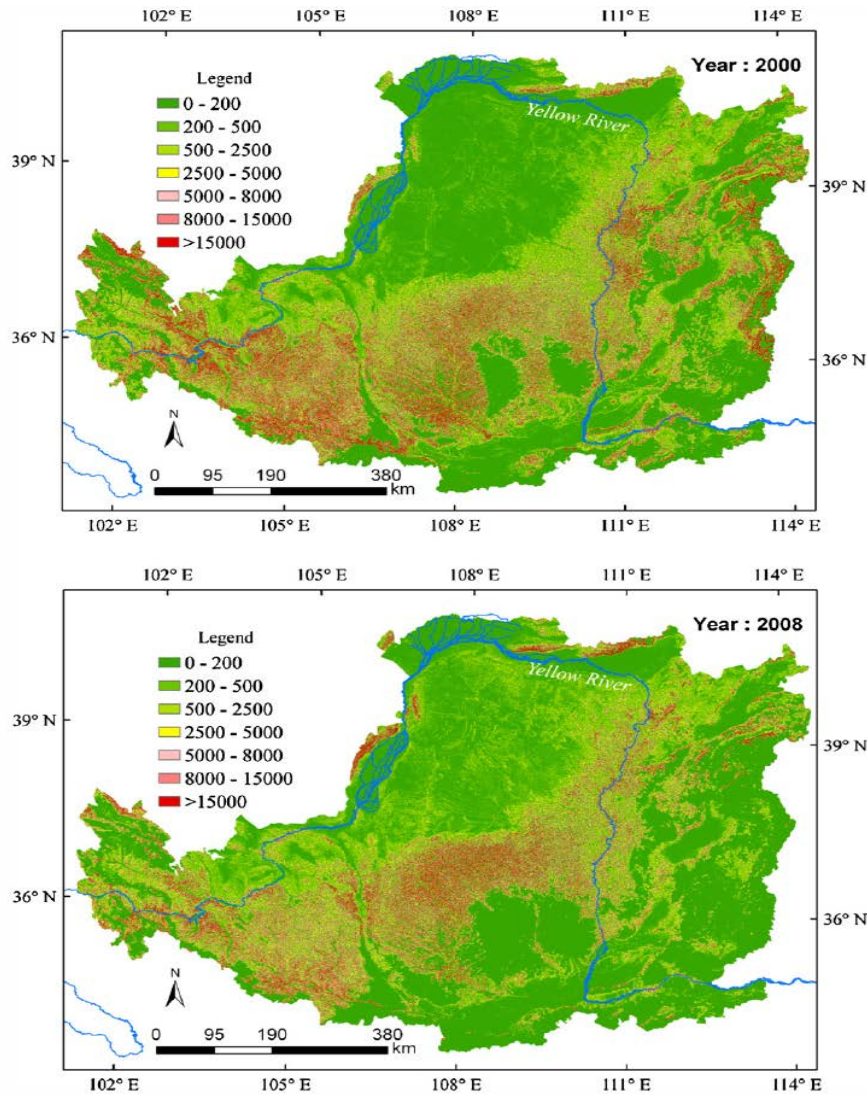 102° E 105° E 108° E 111° E 114° E
Year : 2000
Legend
0 - 200
200 - 500
500 - 2500
2500 - 5000
5000 - 8000
8000 - 15000
>15000
Yellow River
39° N 39° N
36° N 36° N
N
0 95 190 380
km
102° E 105° E 108° E 111° E 114° E
102° E 105° E 108° E 111° E 114° E
Year : 2008
Legend
0 - 200
200 - 500
500 - 2500
2500 - 5000
5000 - 8000
8000 - 15000
>15000
Yellow River
39° N 39° N
36° N 36° N
N
0 95 190 380
km
102° E 105° E 108° E 111° E 114° E